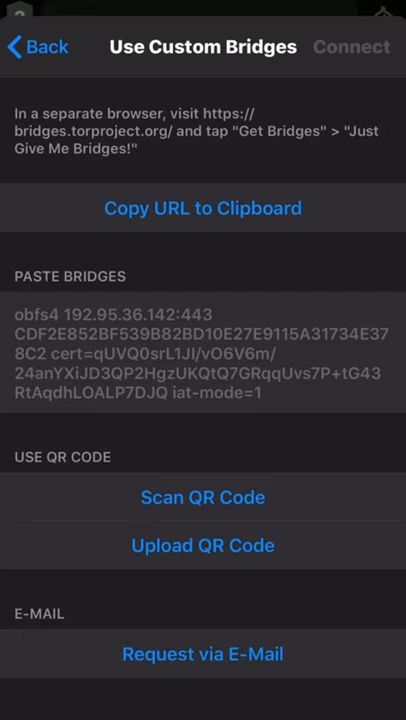 Back
Use Custom Bridges
Connect
In a separate browser, visit https://
bridges.torproject.org/ and tap "Get Bridges" > "Just
Give Me Bridges!"
Copy URL to Clipboard
PASTE BRIDGES
obfs4 192.95.36.142:443
CDF2E852BF539B82BD10E27E9115A31734E37
8C2 cert=qUVQ0srL1JI/vO6V6m/
24anYXiJD3QP2HgzUKQtQ7GRqqUvs7P+tG43
RtAqdhLOALP7DJQ iat-mode=1
USE QR CODE
Scan QR Code
Upload QR Code
E-MAIL
Request via E-Mail